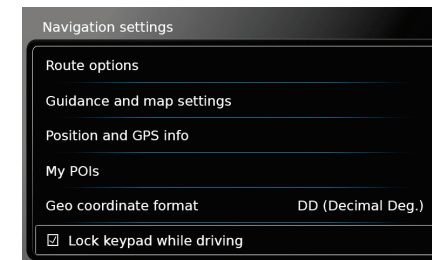 Navigation settings
Route options
Guidance and map settings
Position and GPS info
My POIs
Geo coordinate format DD (Decimal Deg.)
Lock keypad while driving